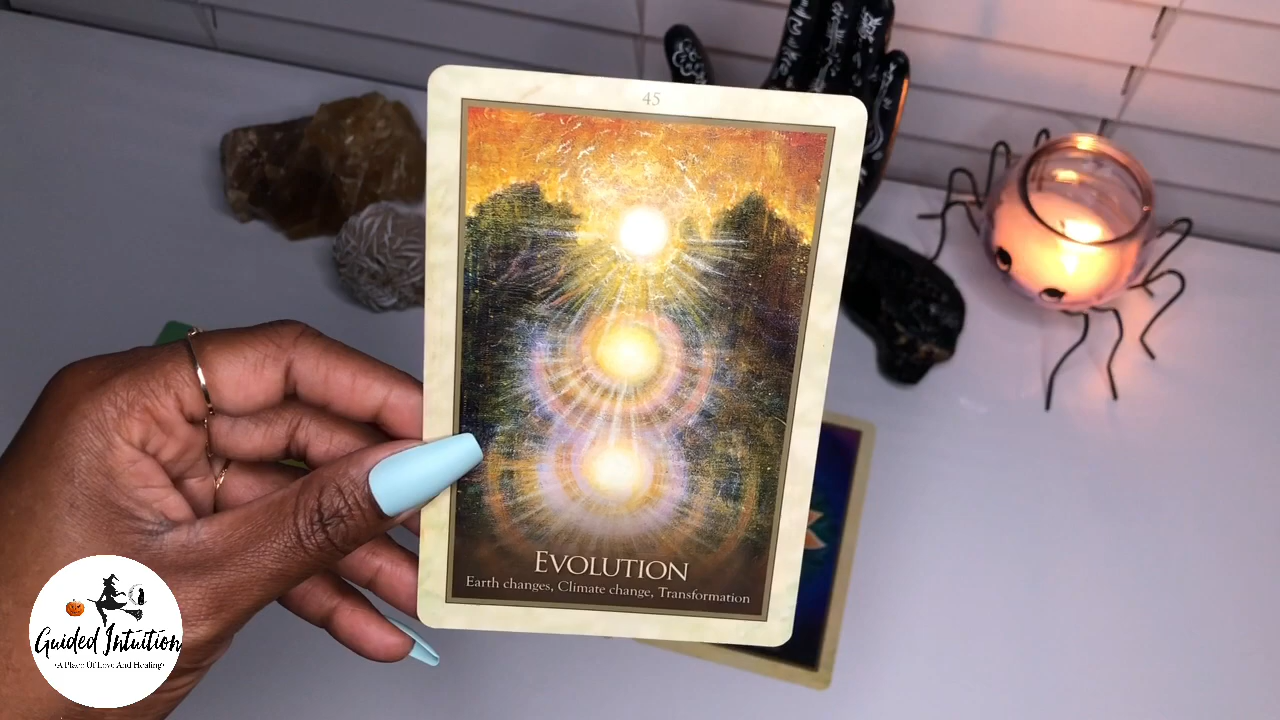 45
EVOLUTION
Earth changes, Climate change, Transformation
Guided Intuition
(A Place Of Love And Healing)